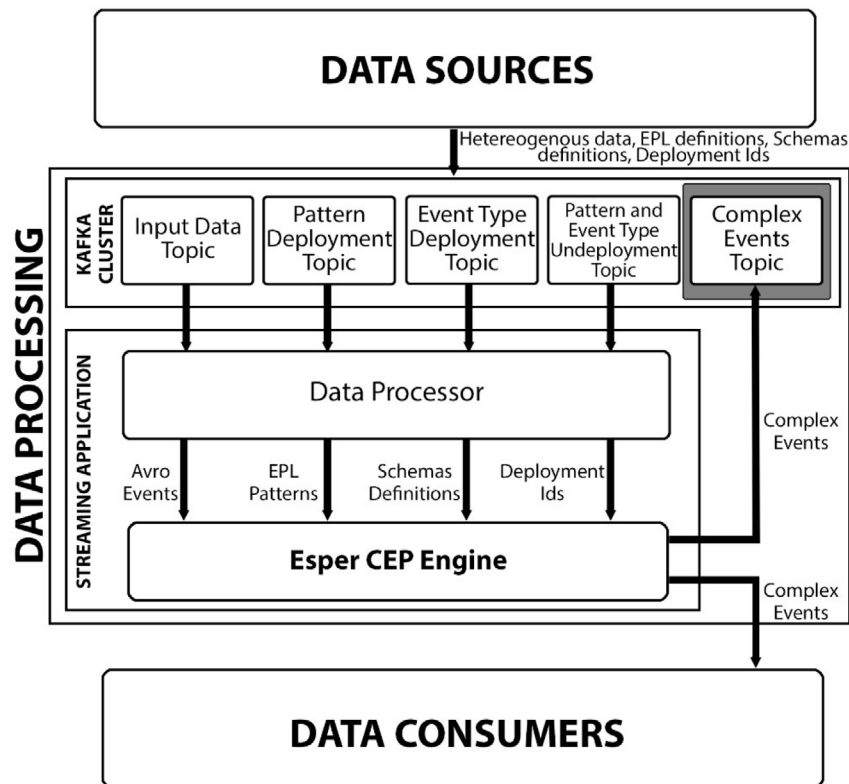 DATA SOURCES
Hetereogenous data, EPL definitions, Schemas
definitions, Deployment Ids
DATA PROCESSING
KAFKA
CLUSTER
Input Data
Topic
Pattern
Deployment
Topic
Event Type
Deployment
Topic
Pattern and
Event Type
Undeployment
Topic
Complex
Events
Topic
STREAMING APPLICATION
Data Processor
Avro
Events
EPL
Patterns
Schemas
Definitions
Deployment
Ids
Complex
Events
Esper CEP Engine
Complex
Events
DATA CONSUMERS